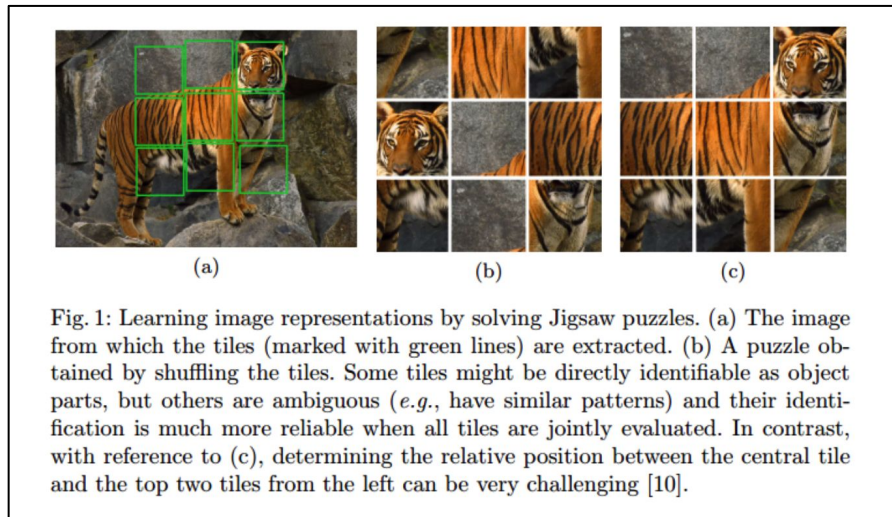 (a)
(b)
(c)
Fig. 1: Learning image representations by solving Jigsaw puzzles. (a) The image
from which the tiles (marked with green lines) are extracted. (b) A puzzle ob-
tained by shuffling the tiles. Some tiles might be directly identifiable as object
parts, but others are ambiguous (e.g., have similar patterns) and their identi-
fication is much more reliable when all tiles are jointly evaluated. In contrast,
with reference to (c), determining the relative position between the central tile
and the top two tiles from the left can be very challenging [10].